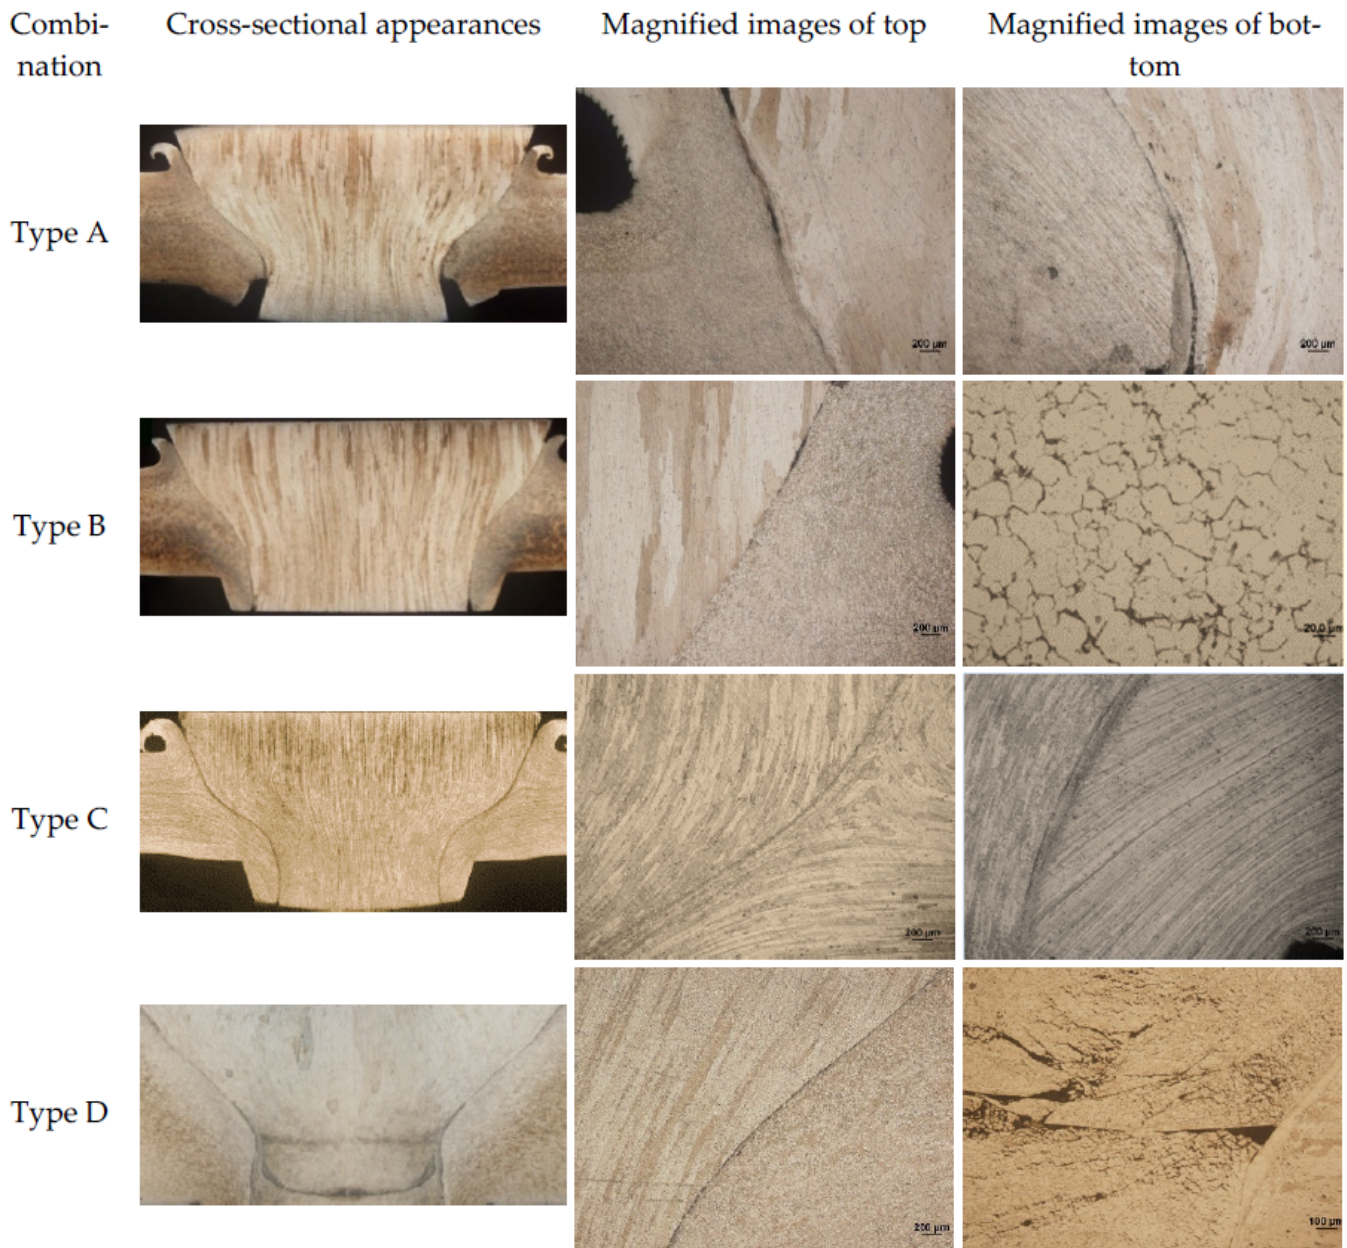 Combi-
nation
Cross-sectional appearances
Magnified images of top
Magnified images of bot-
tom
Type A
200 µm
200 µm
Type B
200 µm
20.0 µm
Type C
200 µm
200 µm
Type D
200 µm
100 µm